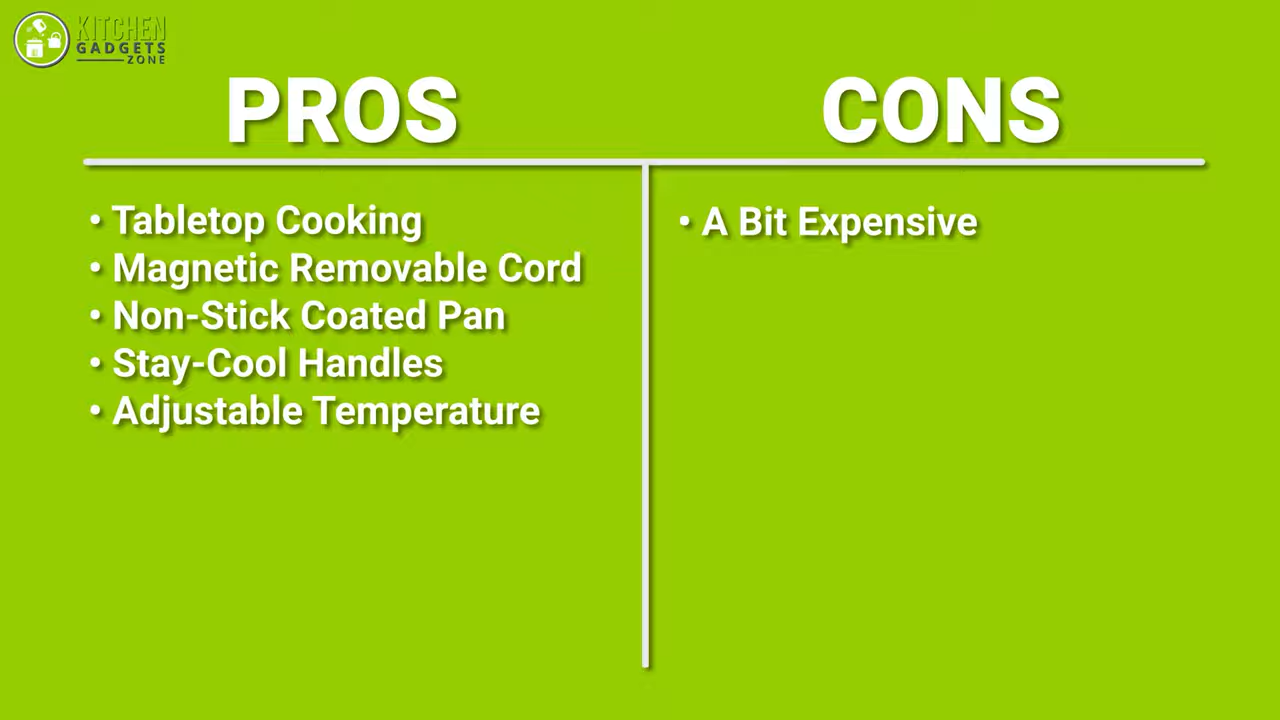 KITCHEN
GADGETS
ZONE
PROS
CONS
• Tabletop Cooking
• Magnetic Removable Cord
• Non-Stick Coated Pan
• Stay-Cool Handles
• Adjustable Temperature
• A Bit Expensive